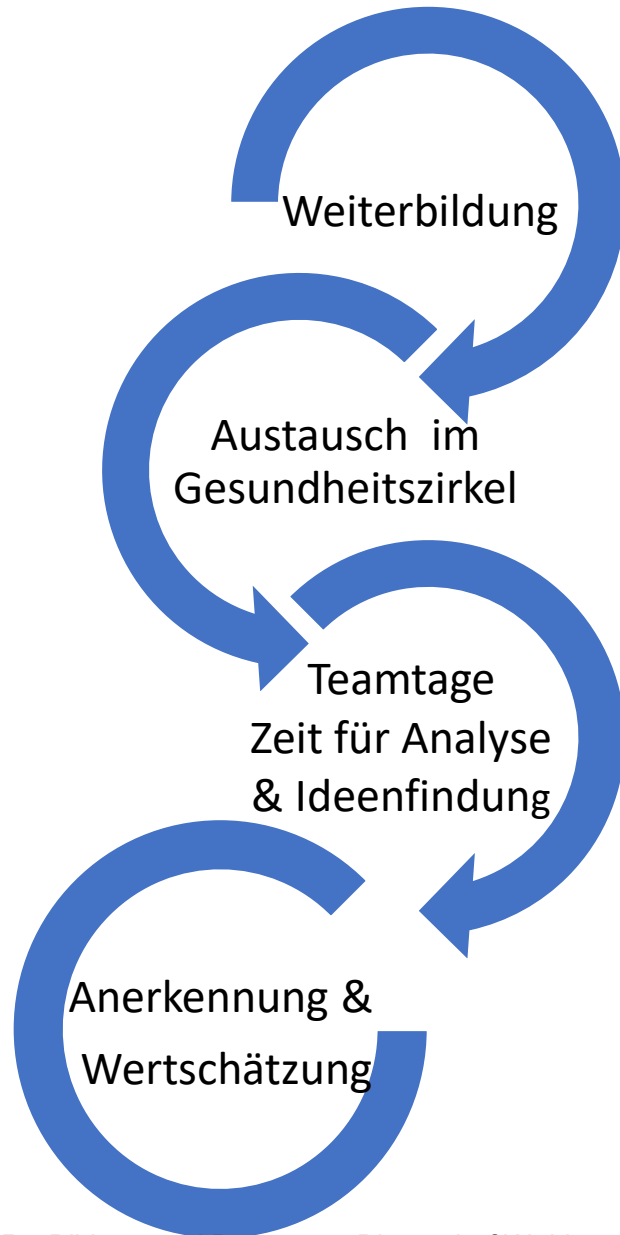 Weiterbildung
Austausch im
Gesundheitszirkel
Teamtage
Zeit für Analyse
& Ideenfindung
Anerkennung &
Wertschätzung